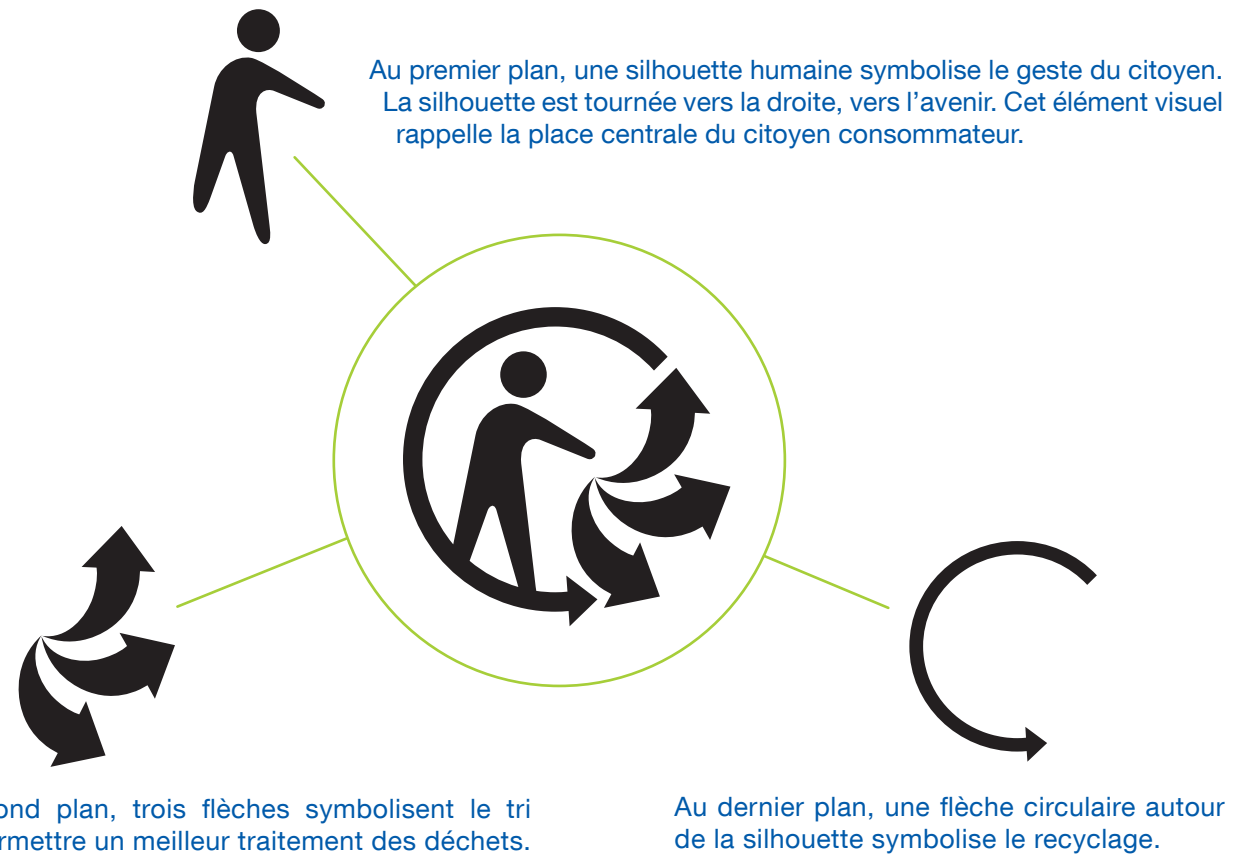 Au premier plan, une silhouette humaine symbolise le geste du citoyen.
La silhouette est tournée vers la droite, vers l’avenir. Cet élément visuel
rappelle la place centrale du citoyen consommateur.
plan, trois flèches symbolisent le tri
un meilleur traitement des déchets.
Au dernier plan, une flèche circulaire autour
de la silhouette symbolise le recyclage.